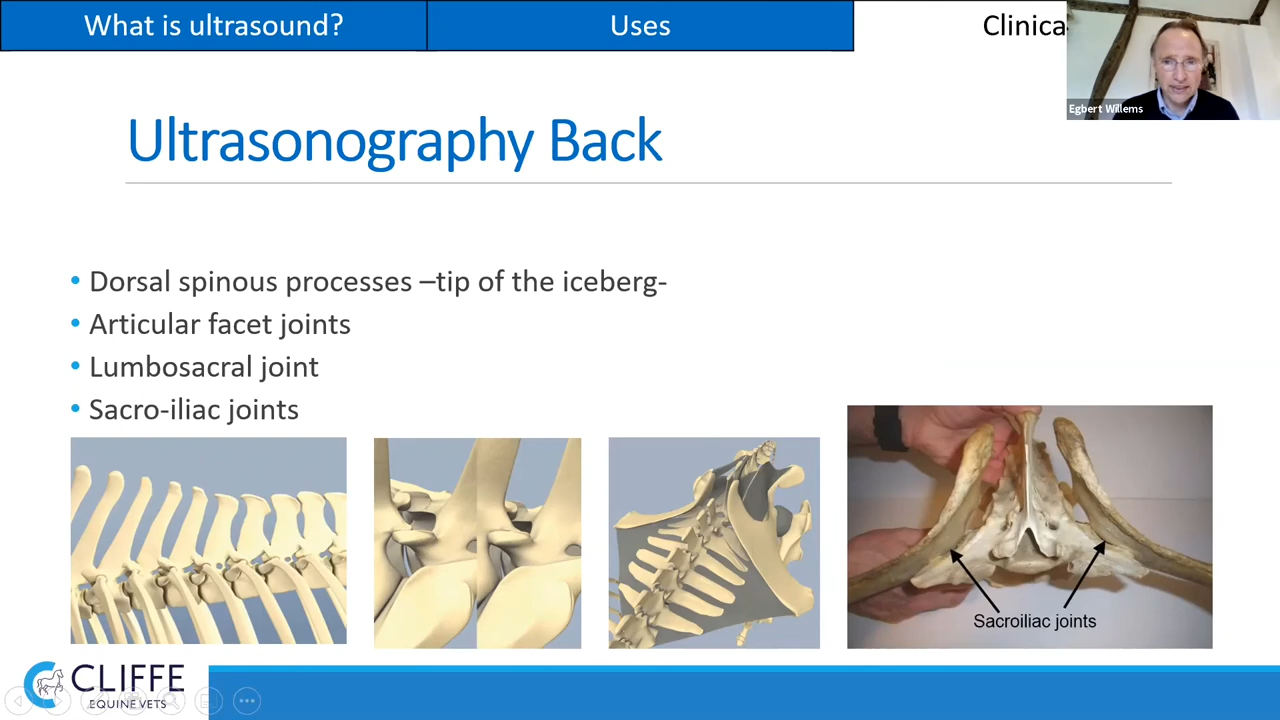 What is ultrasound?
Uses
Clinica
Egbert Willems
Ultrasonography Back
• Dorsal spinous processes –tip of the iceberg-
• Articular facet joints
• Lumbosacral joint
• Sacro-iliac joints
Sacroiliac joints
CLIFFE
EQUINE VETS